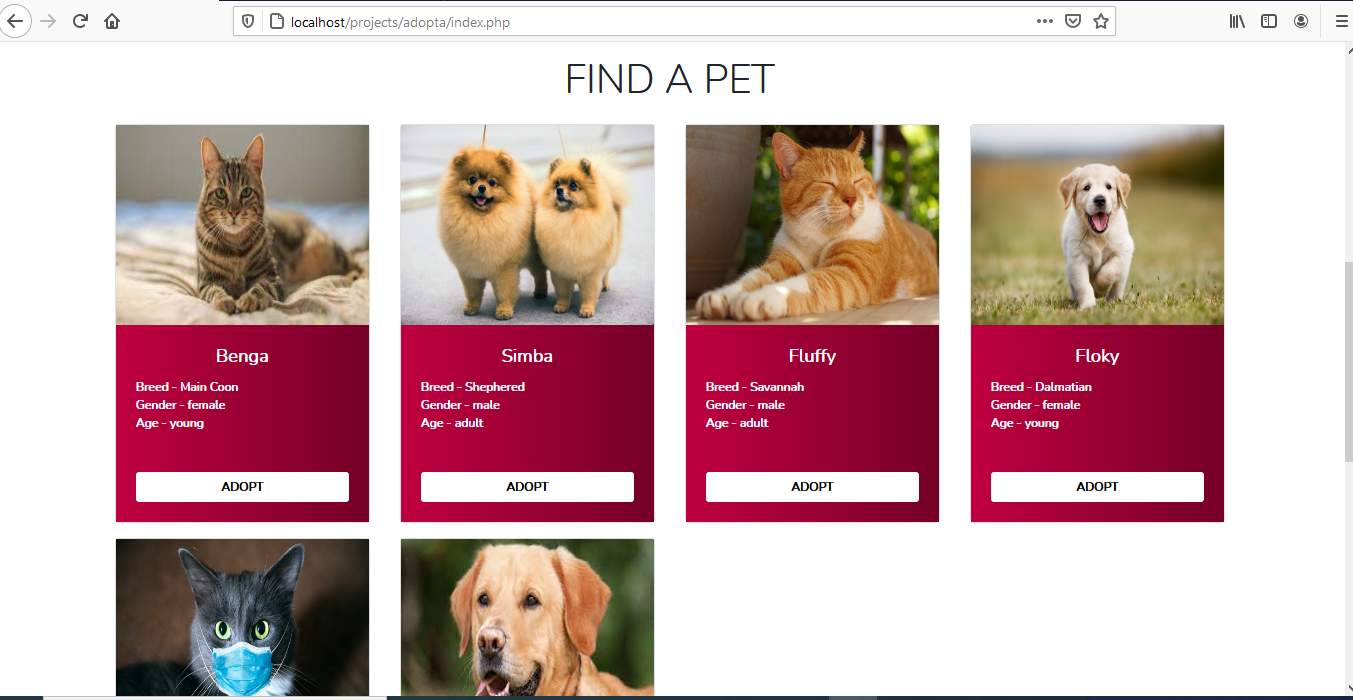 localhost/projects/adopta/index.php
FIND A PET
Benga
Breed - Main Coon
Gender - female
Age - young
ADOPT
Simba
Breed - Shephered
Gender - male
Age - adult
ADOPT
Fluffy
Breed - Savannah
Gender - male
Age - adult
ADOPT
Floky
Breed - Dalmatian
Gender - female
Age - young
ADOPT